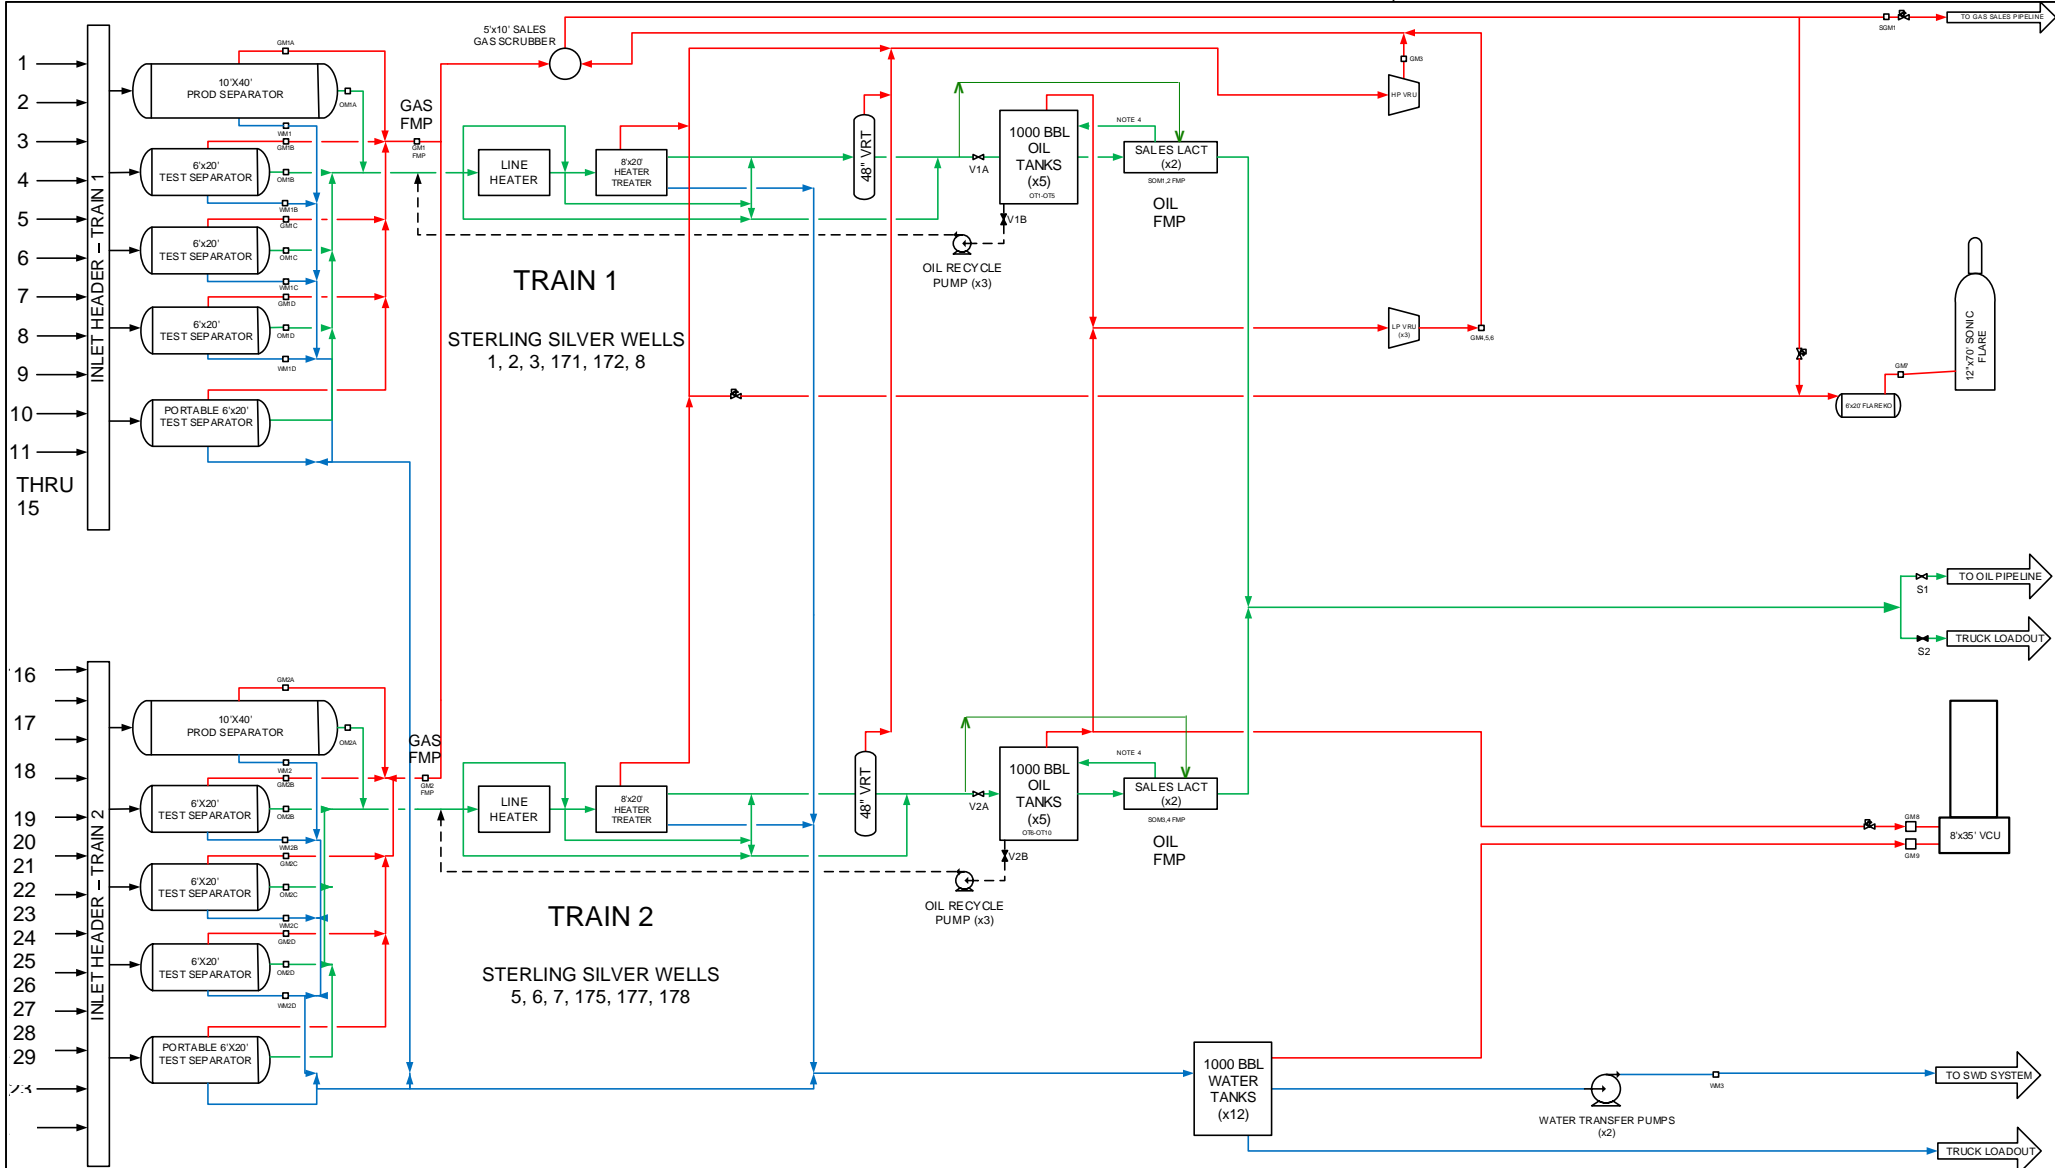 5'x10' SALES
GAS SCRUBBER
SGM1
TO GAS SALES PIPELINE
1
2
3
4
5
6
7
8
9
10
11
THRU
15
INLET HEADER – TRAIN 1
GM1A
10'X40'
PROD SEPARATOR
OM1A
WM1
GM1B
6'x20'
TEST SEPARATOR
OM1B
WM1B
GM1C
6'x20'
TEST SEPARATOR
OM1C
WM1C
GM1D
6'x20'
TEST SEPARATOR
OM1D
WM1D
PORTABLE 6'x20'
TEST SEPARATOR
GAS
FMP
GM1
FMP
LINE
HEATER
8'x20'
HEATER
TREATER
48" VRT
V1A
1000 BBL
OIL
TANKS
(x5)
OT1-OT5
V1B
NOTE 4
SALES LACT
(x2)
SOM1,2 FMP
OIL
FMP
OIL RECYCLE
PUMP (x3)
HP VRU
GM3
LP VRU
(x3)
GM4,5,6
TRAIN 1
STERLING SILVER WELLS
1, 2, 3, 171, 172, 8
GM7
6'x20' FLARE KO
12"x70' SONIC
FLARE
S1
TO OIL PIPELINE
S2
TRUCK LOADOUT
16
17
18
19
20
21
22
23
24
25
26
27
28
29
INLET HEADER – TRAIN 2
GM2A
10'X40'
PROD SEPARATOR
OM2A
WM2
GM2B
6'X20'
TEST SEPARATOR
OM2B
WM2B
GM2C
6'X20'
TEST SEPARATOR
OM2C
WM2C
GM2D
6'X20'
TEST SEPARATOR
OM2D
WM2D
PORTABLE 6'X20'
TEST SEPARATOR
GAS
FMP
GM2
FMP
LINE
HEATER
8'x20'
HEATER
TREATER
48" VRT
V2A
1000 BBL
OIL
TANKS
(x5)
OT6-OT10
V2B
NOTE 4
SALES LACT
(x2)
SOM3,4 FMP
OIL
FMP
OIL RECYCLE
PUMP (x3)
TRAIN 2
STERLING SILVER WELLS
5, 6, 7, 175, 177, 178
GM8
GM9
8'x35' VCU
1000 BBL
WATER
TANKS
(x12)
WATER TRANSFER PUMPS
(x2)
WM3
TO SWD SYSTEM
TRUCK LOADOUT